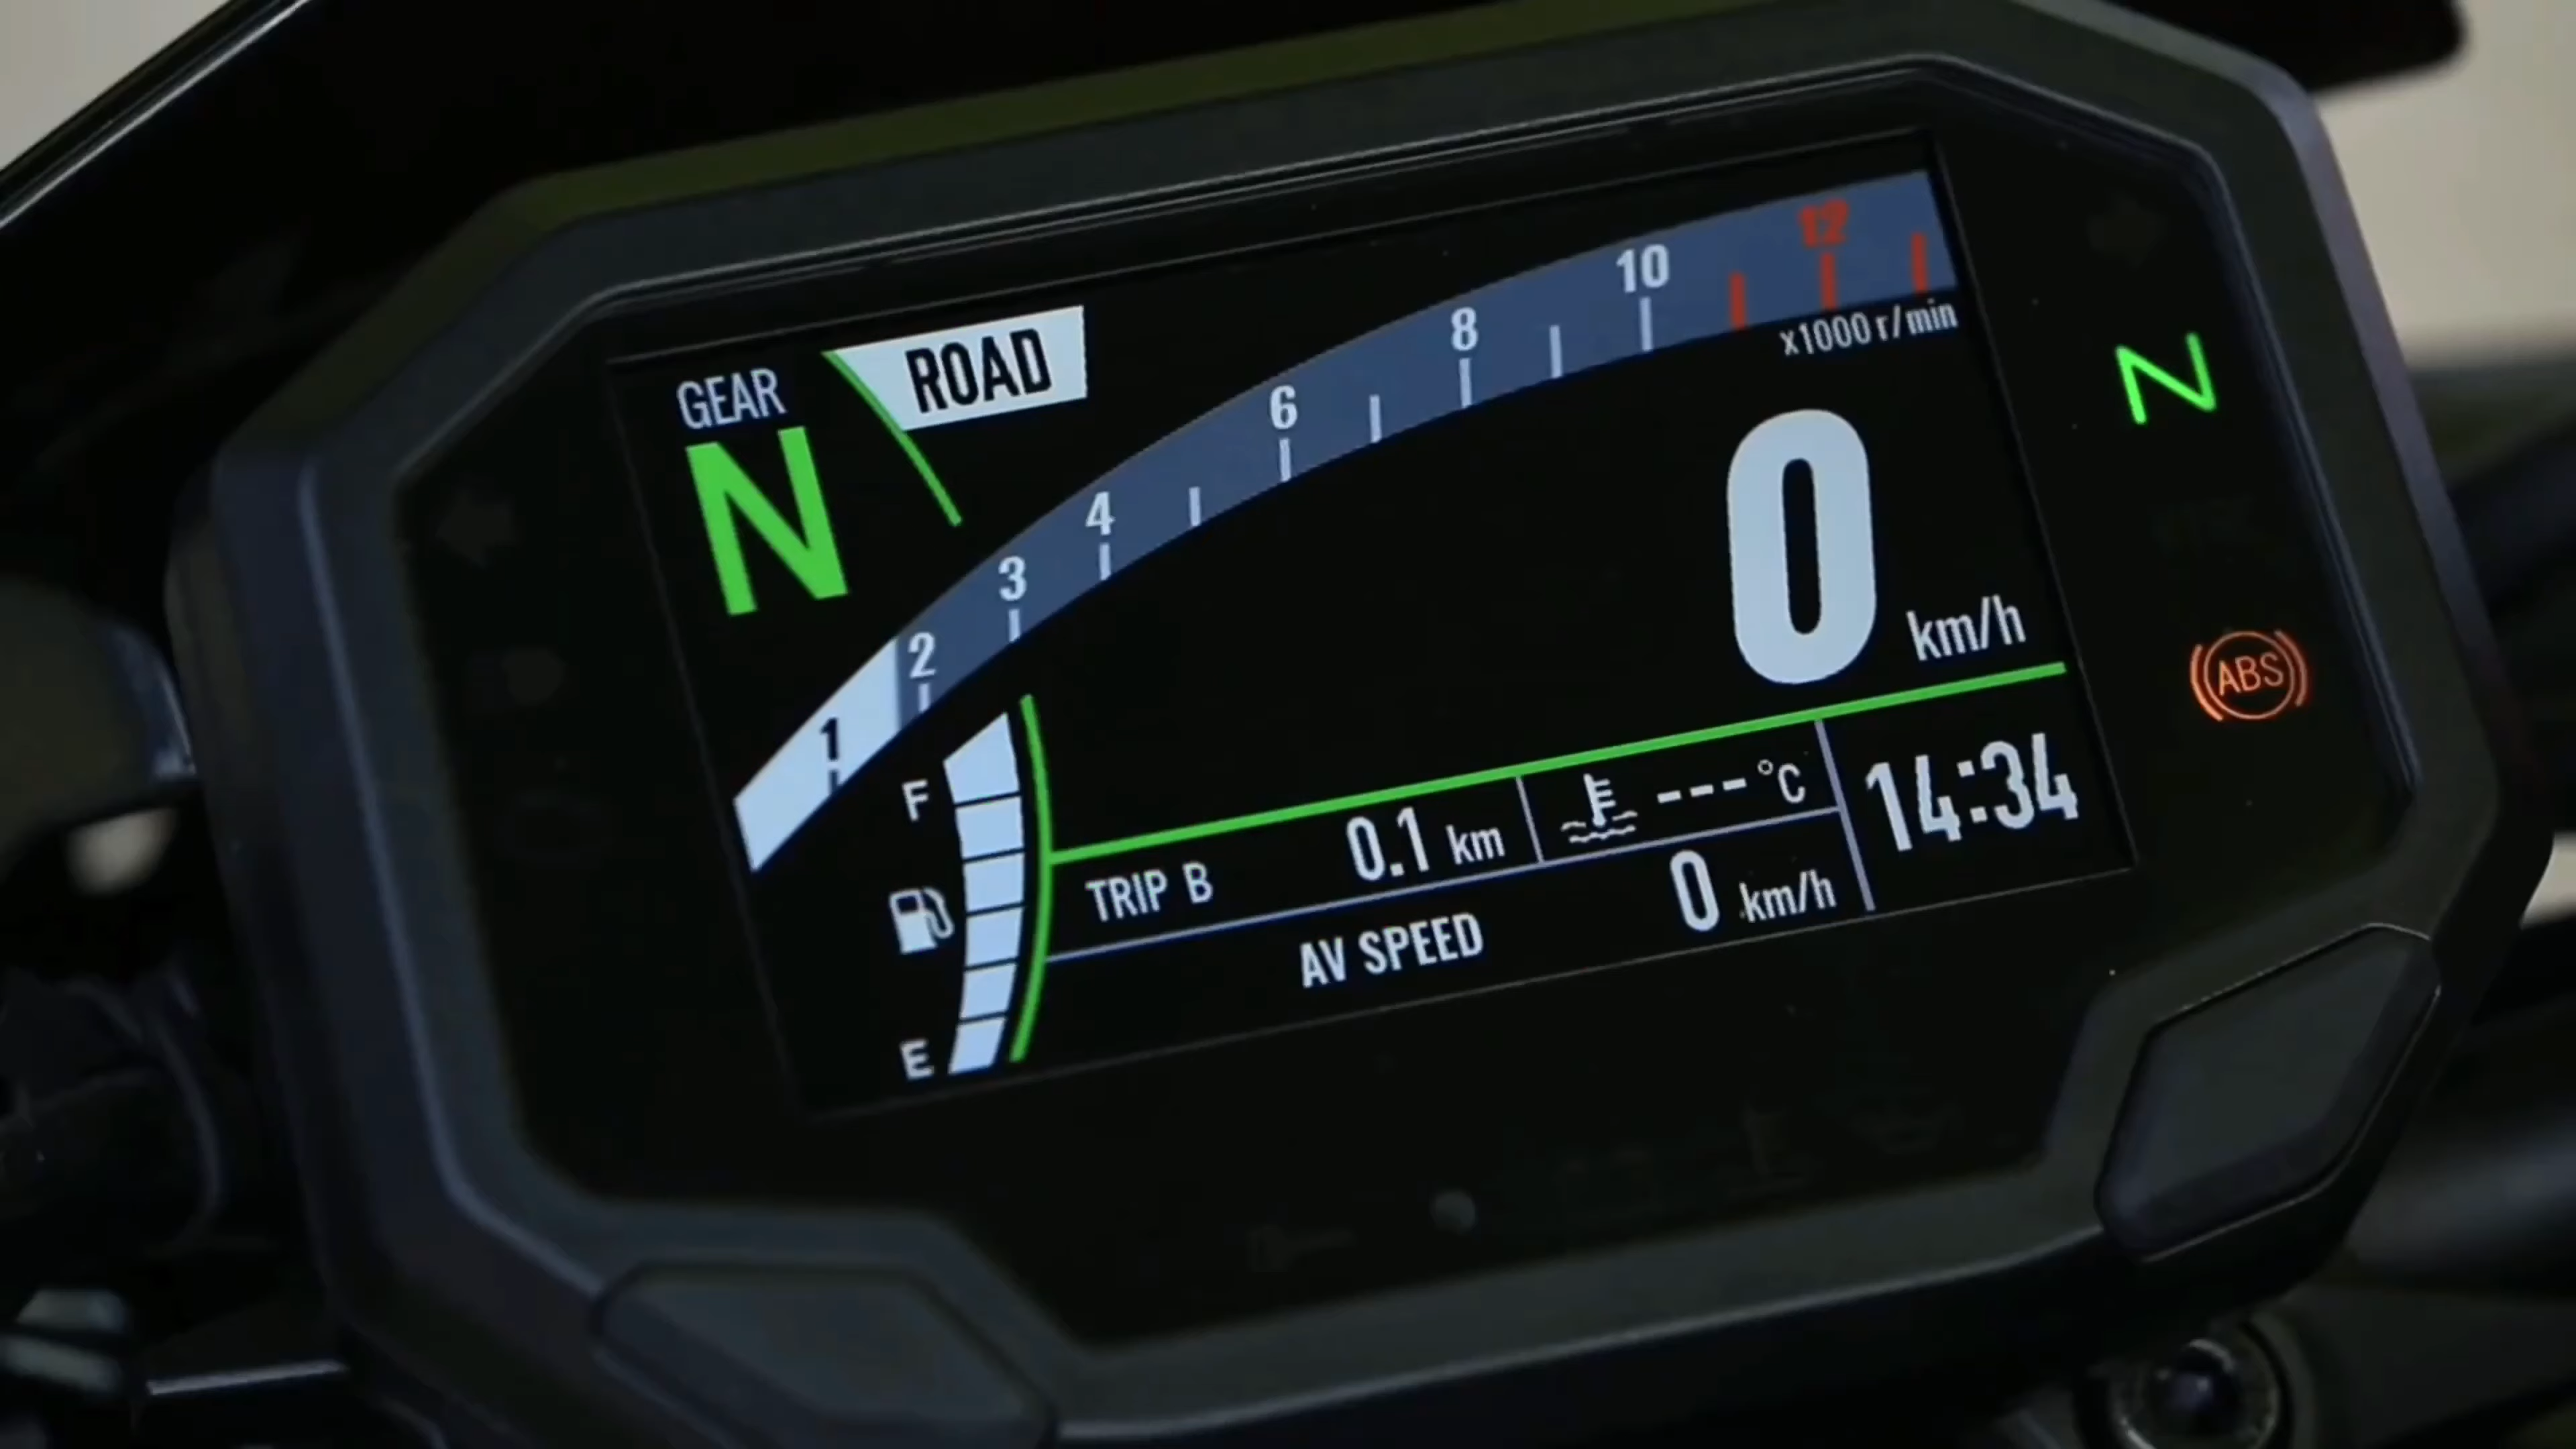 GEAR
ROAD
N
1
2
3
4
6
8
10
12
x1000 r/min
N
0 km/h
ABS
F
E
TRIP B 0.1 km
---°C
14:34
AV SPEED 0 km/h